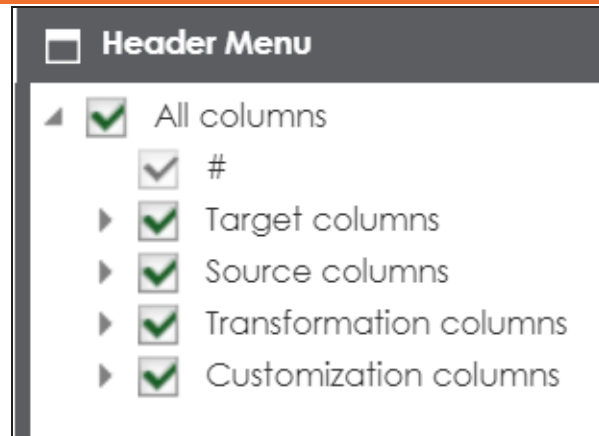 Header Menu
All columns
#
Target columns
Source columns
Transformation columns
Customization columns